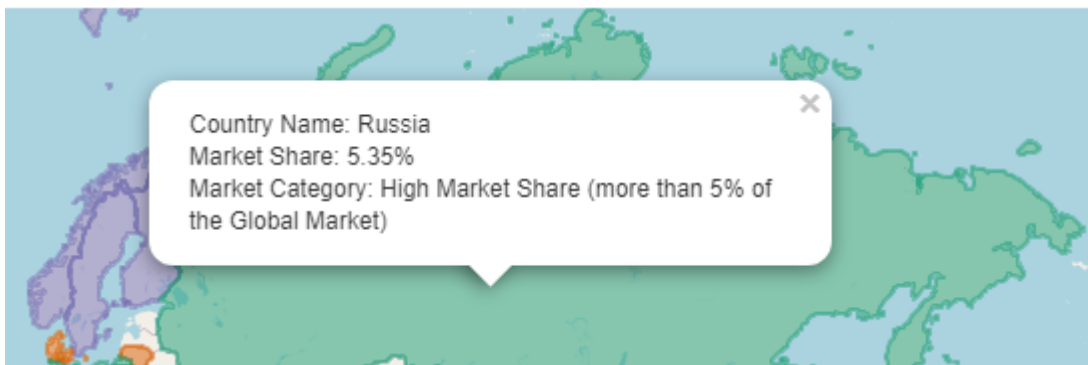 Country Name: Russia
Market Share: 5.35%
Market Category: High Market Share (more than 5% of
the Global Market)